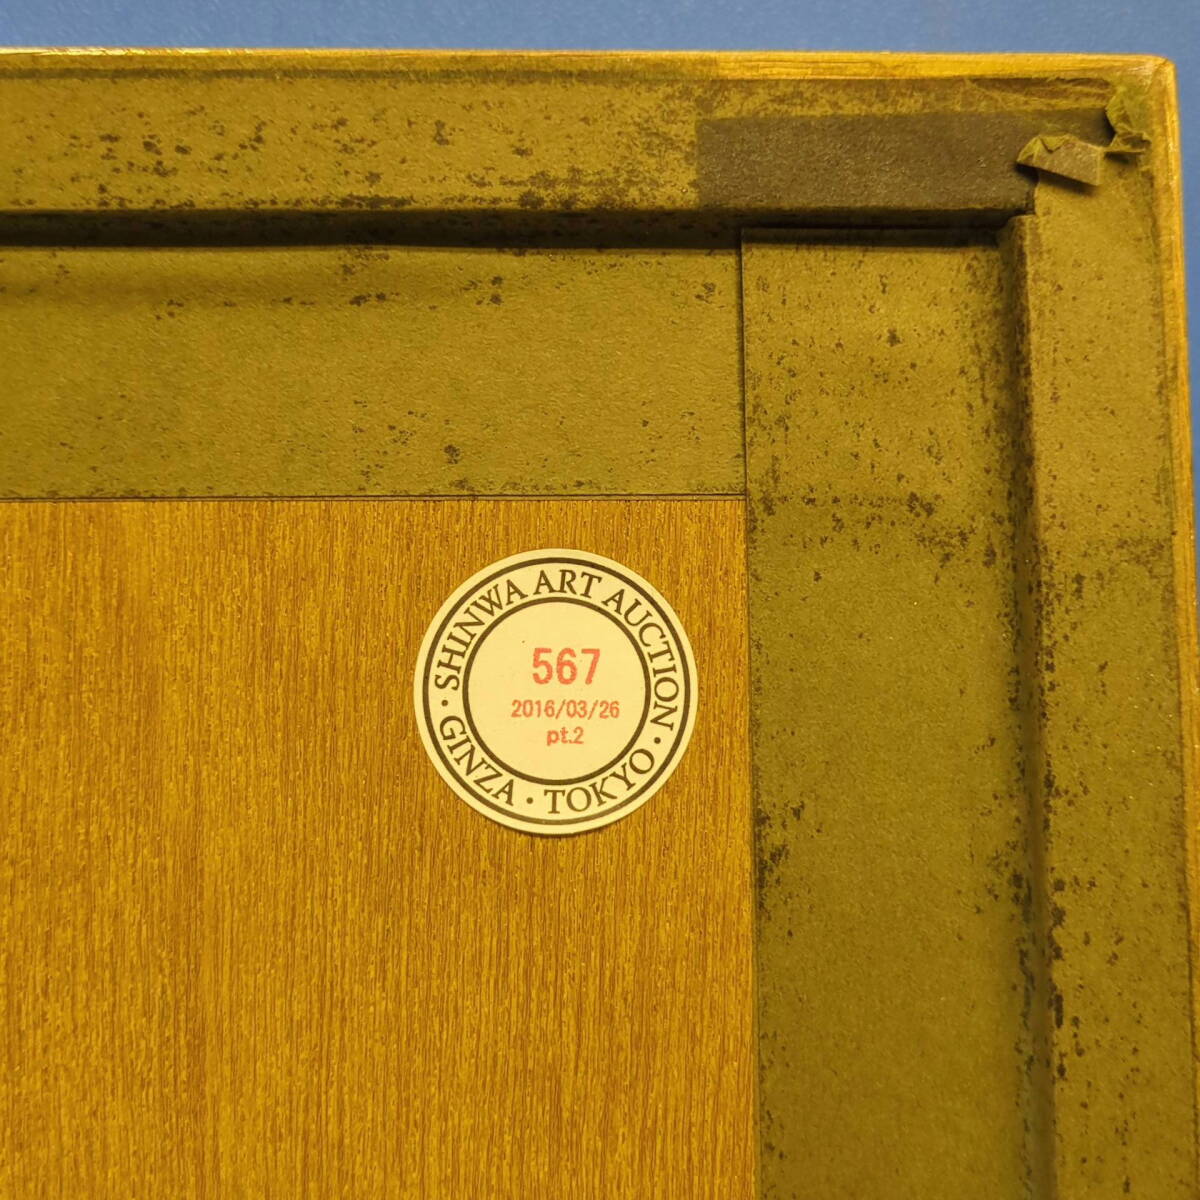 SHINWA ART AUCTION
567
2016/03/26
pt.2
· GINZA · TOKYO ·